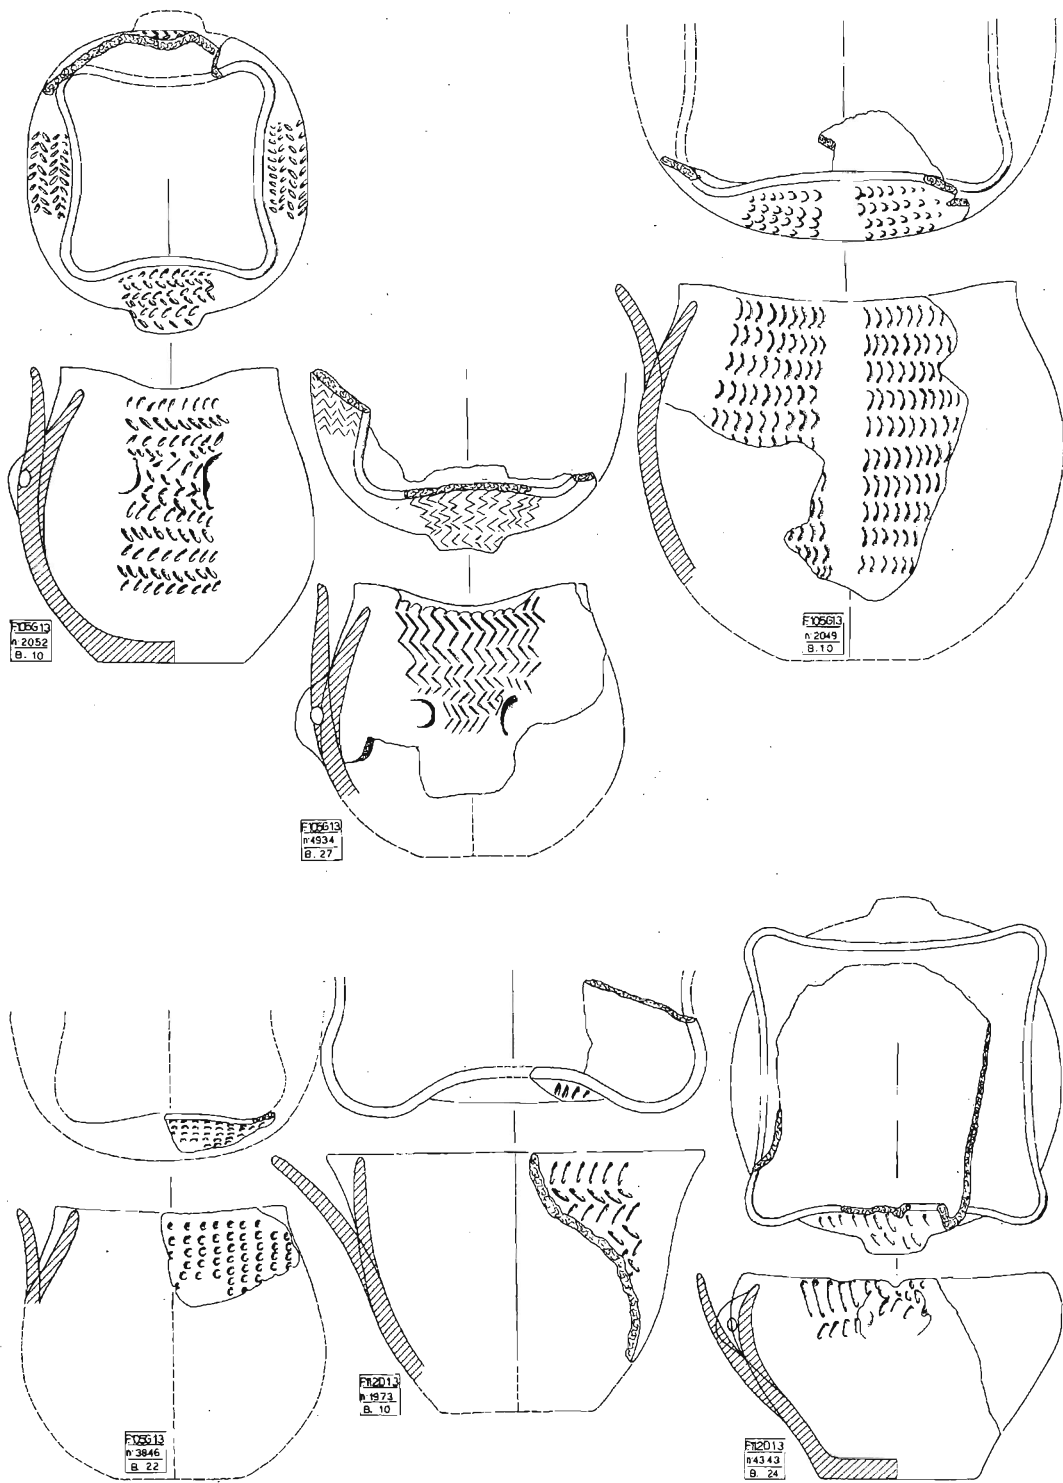 F105G13
n·2052
B. 10
F105G13
n·4934
B. 27
F105G13
n·2049
B. 10
F105G13
n·3846
B. 22
F112D13
n·1973
B. 10
F112D13
n·4343
B. 24